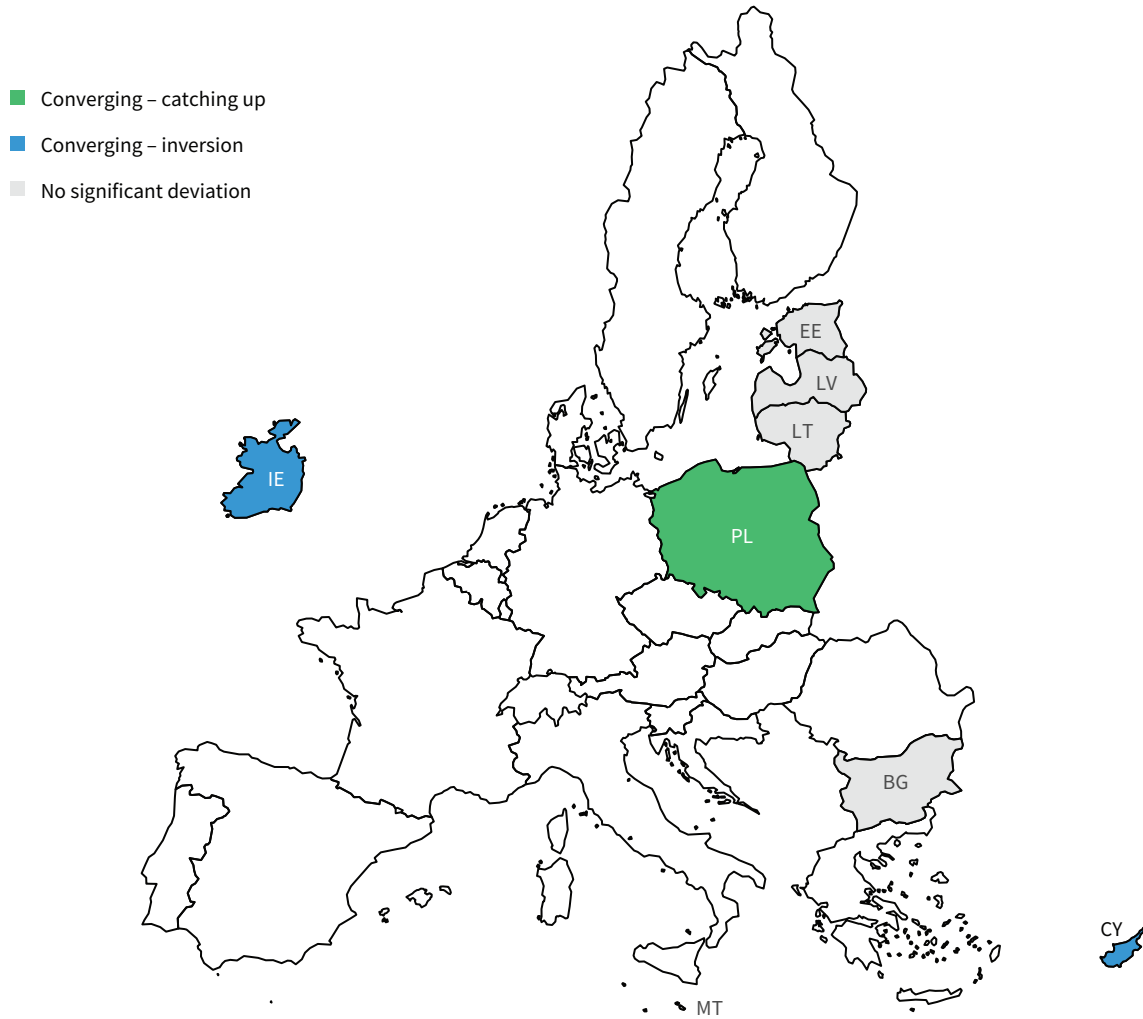 Converging – catching up
Converging – inversion
No significant deviation
EE
LV
LT
IE
PL
BG
CY
MT